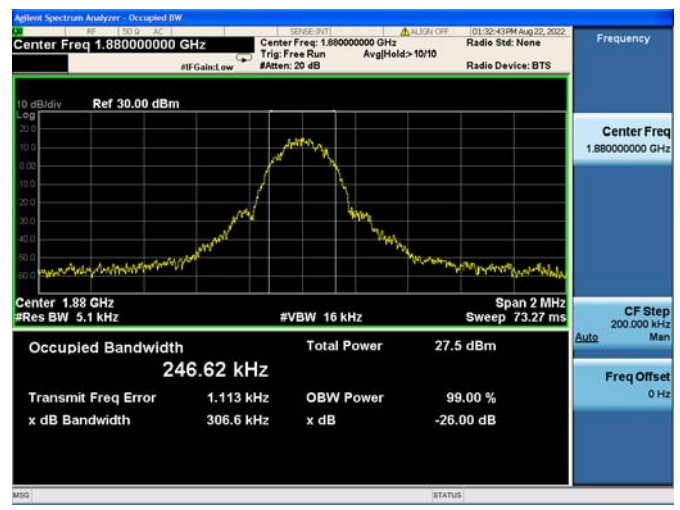 Agilent Spectrum Analyzer - Occupied BW
RF 50 Ω AC SENSE:INT ALIGN OFF 01:32:43 PM Aug 22, 2022
Center Freq 1.880000000 GHz
Center Freq: 1.880000000 GHz Radio Std: None
Trig: Free Run Avg|Hold:> 10/10
#IFGain:Low #Atten: 20 dB Radio Device: BTS
Frequency
10 dB/div Ref 30.00 dBm
Log
20.0
10.0
0.00
-10.0
-20.0
-30.0
-40.0
-50.0
-60.0
Center Freq
1.880000000 GHz
Center 1.88 GHz Span 2 MHz
#Res BW 5.1 kHz #VBW 16 kHz Sweep 73.27 ms
CF Step
200.000 kHz
Auto Man
Occupied Bandwidth Total Power 27.5 dBm
246.62 kHz
Transmit Freq Error 1.113 kHz OBW Power 99.00 %
x dB Bandwidth 306.6 kHz x dB -26.00 dB
Freq Offset
0 Hz
MSG STATUS